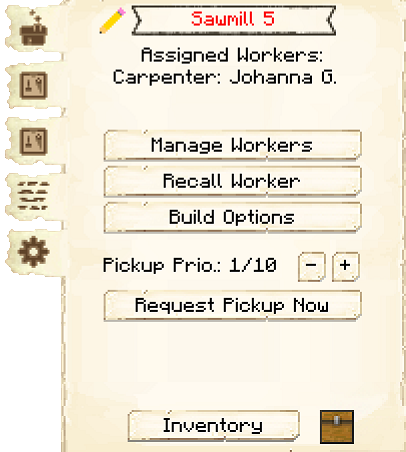 Sawmill 5
Assigned Workers:
Carpenter: Johanna G.
Manage Workers
Recall Worker
Build Options
Pickup Prio.: 1/10 - +
Request Pickup Now
Inventory